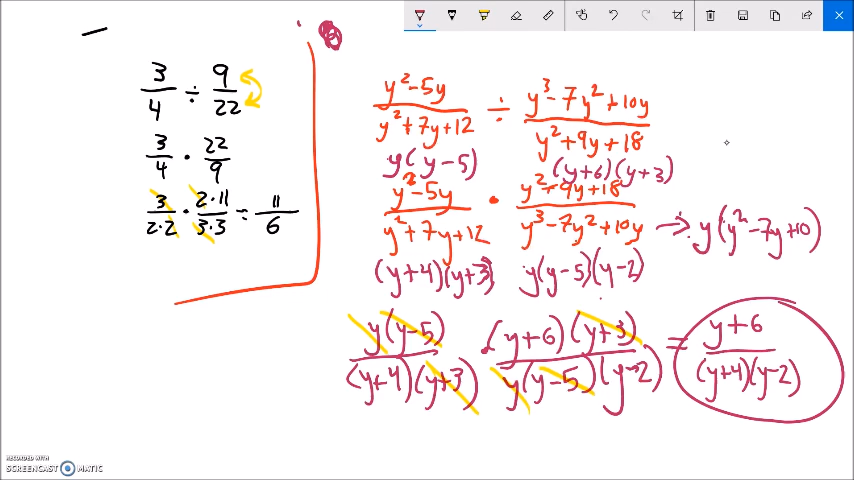 3/4 ÷ 9/22
3/4 · 22/9
3/2·2 · 2·11/3·3 = 11/6
y²-5y/y²+7y+12 ÷ y³-7y²+10y/y²+9y+18
y(y-5) (y+6)(y+3)
y²-5y/y²+7y+12 · y²+9y+18/y³-7y²+10y → y(y²-7y+10)
(y+4)(y+3) y(y-5)(y-2)
y(y-5)/(y+4)(y+3) · (y+6)(y+3)/y(y-5)(y-2) = y+6/(y+4)(y-2)
RECORDED WITH
SCREENCAST MATIC